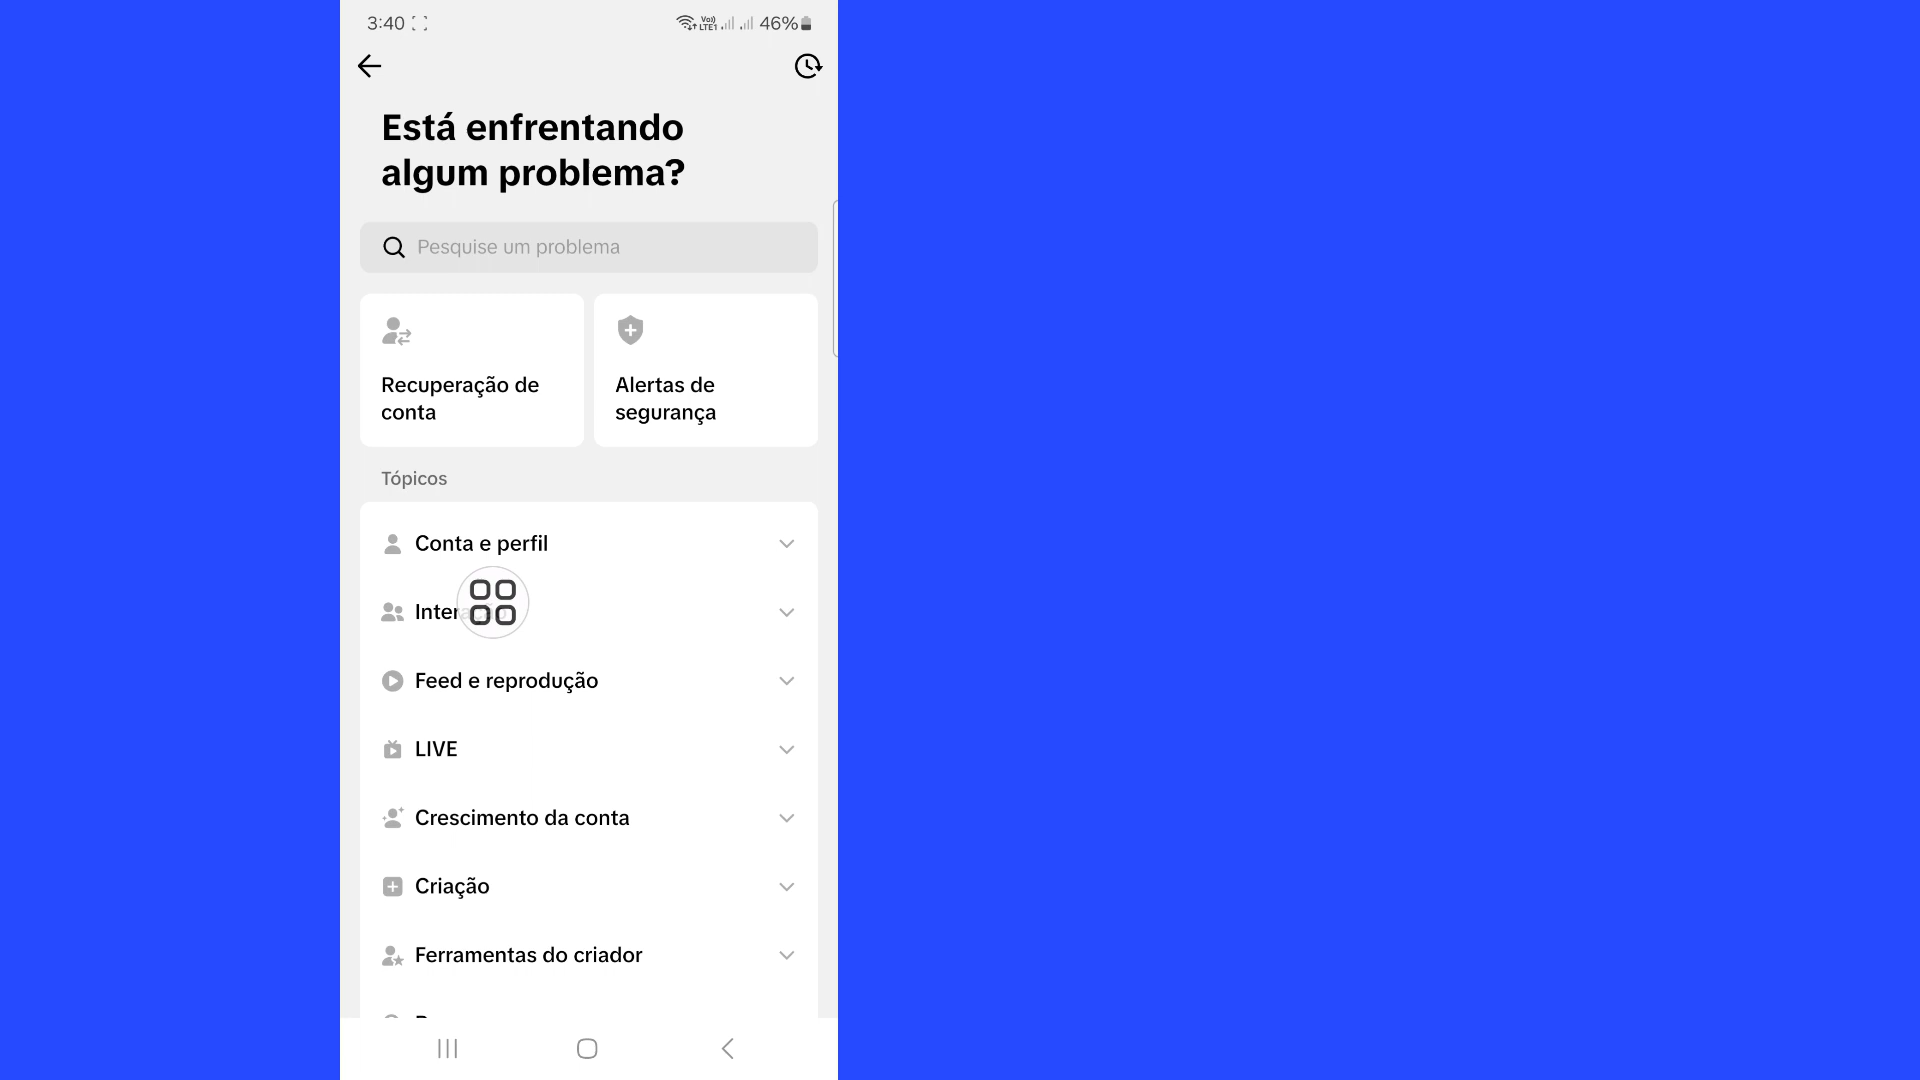 3:40 46%
Está enfrentando
algum problema?
Pesquise um problema
Recuperação de
conta
Alertas de
segurança
Tópicos
Conta e perfil
Feed e reprodução
LIVE
Crescimento da conta
Criação
Ferramentas do criador